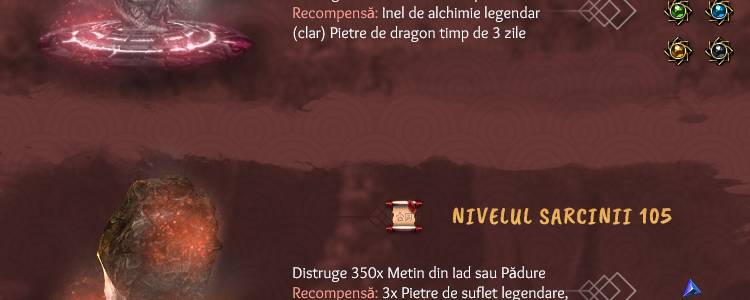 Recompensă: Inel de alchimie legendar
(clar) Pietre de dragon timp de 3 zile
NIVELUL SARCINII 105
Distruge 350x Metin din Iad sau Pădure
Recompensă: 3x Pietre de suflet legendare,